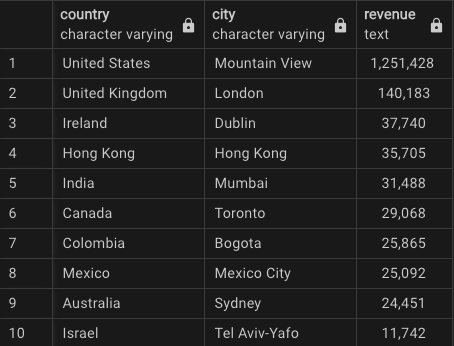 country city revenue
character varying character varying text
1 United States Mountain View 1,251,428
2 United Kingdom London 140,183
3 Ireland Dublin 37,740
4 Hong Kong Hong Kong 35,705
5 India Mumbai 31,488
6 Canada Toronto 29,068
7 Colombia Bogota 25,865
8 Mexico Mexico City 25,092
9 Australia Sydney 24,451
10 Israel Tel Aviv-Yafo 11,742